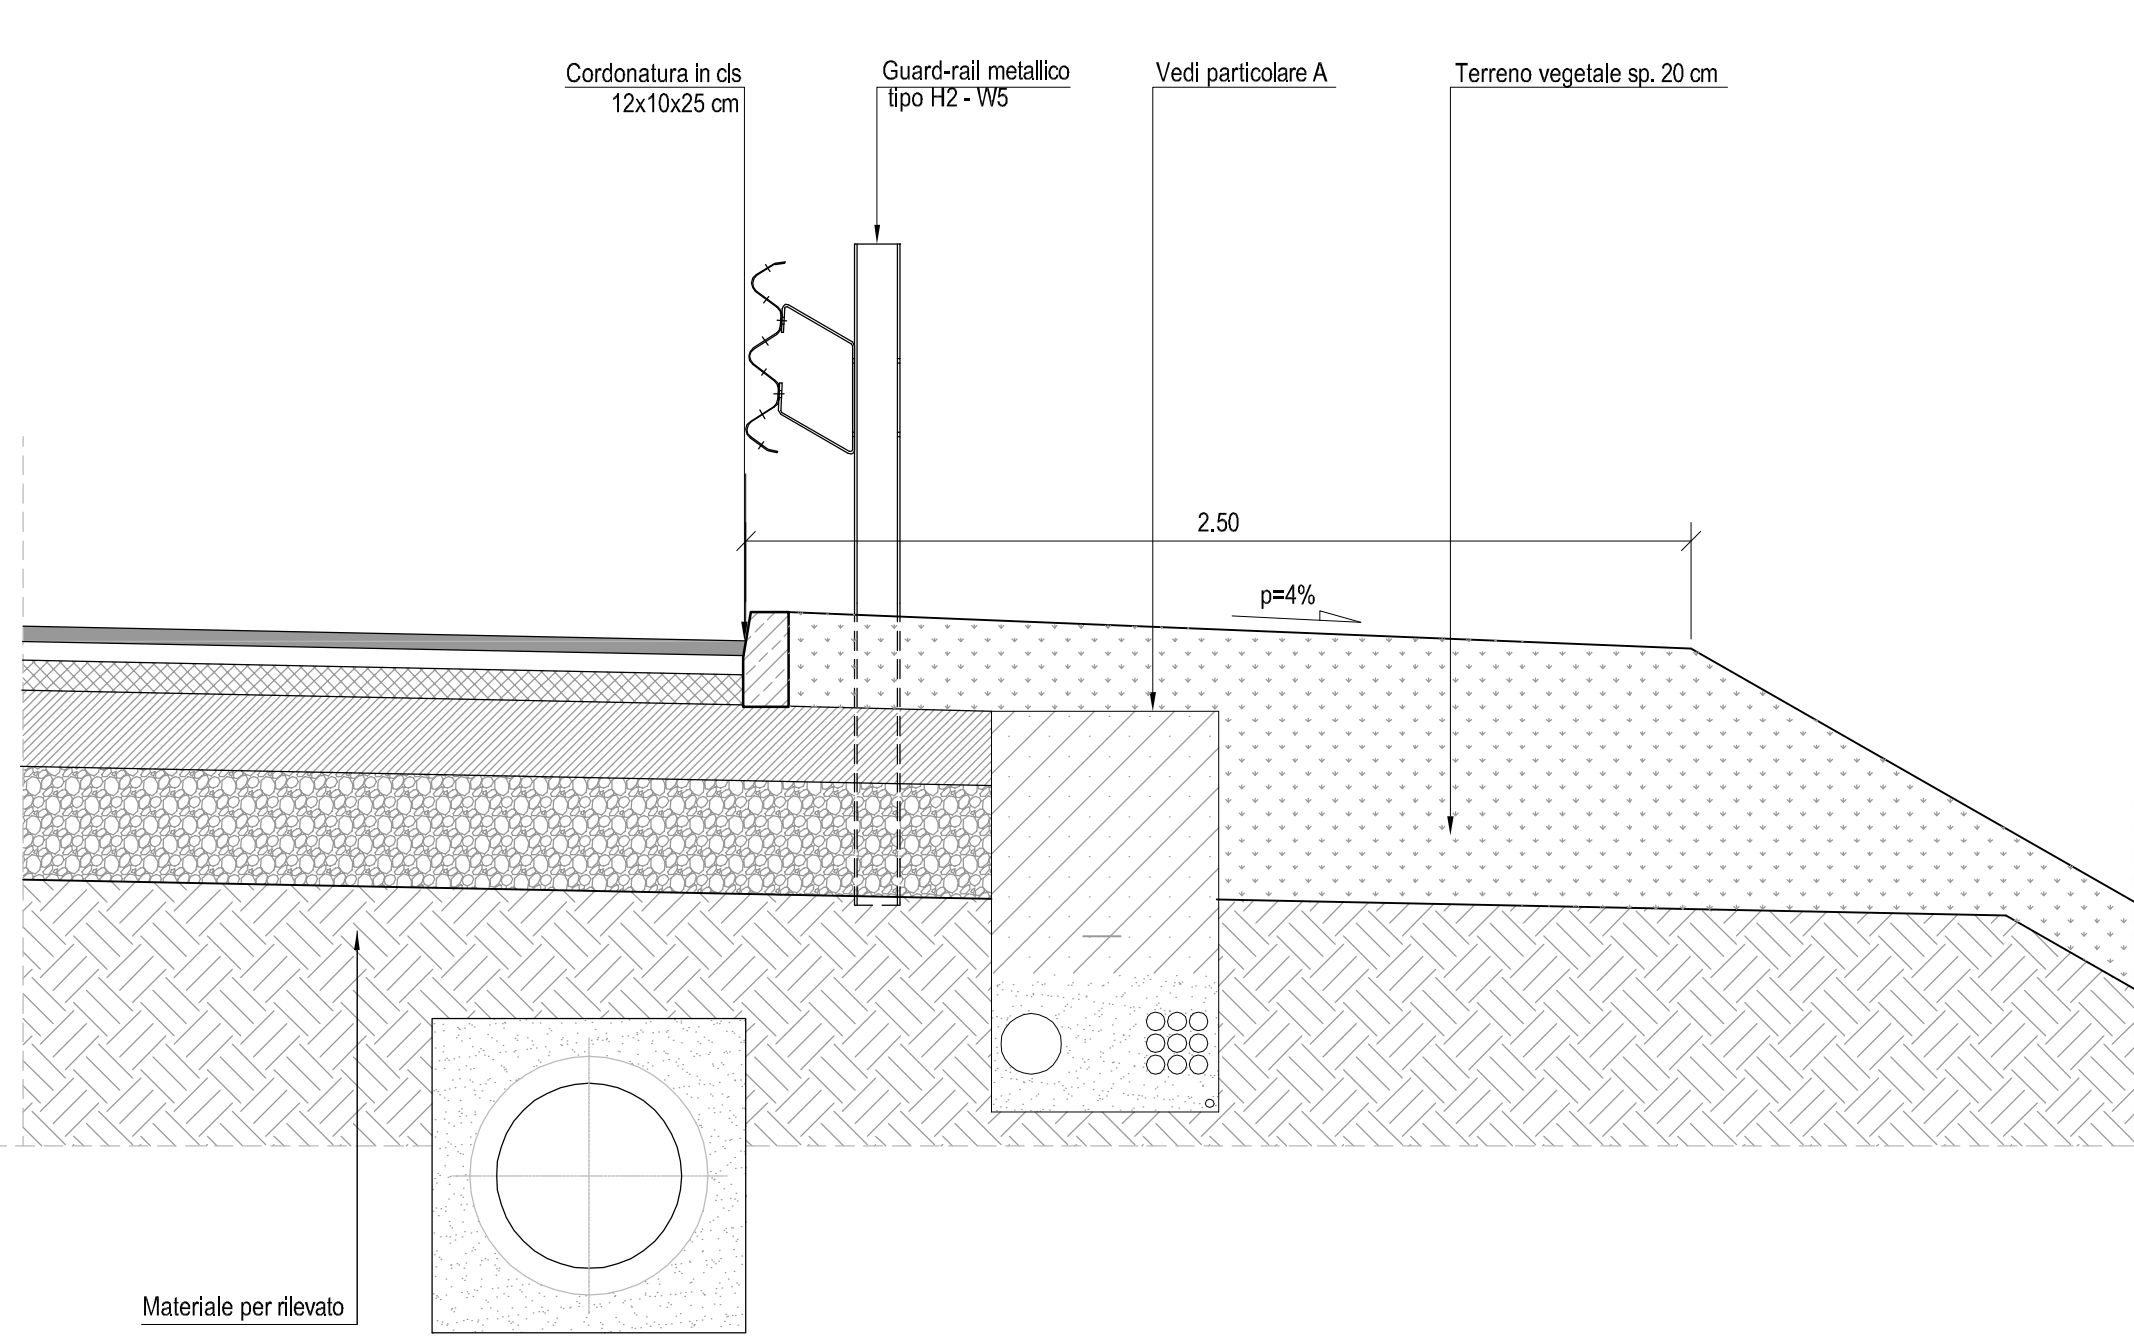 Cordonatura in cls
12x10x25 cm
Guard-rail metallico
tipo H2 - W5
Vedi particolare A
Terreno vegetale sp. 20 cm
2.50
p=4%
Materiale per rilevato